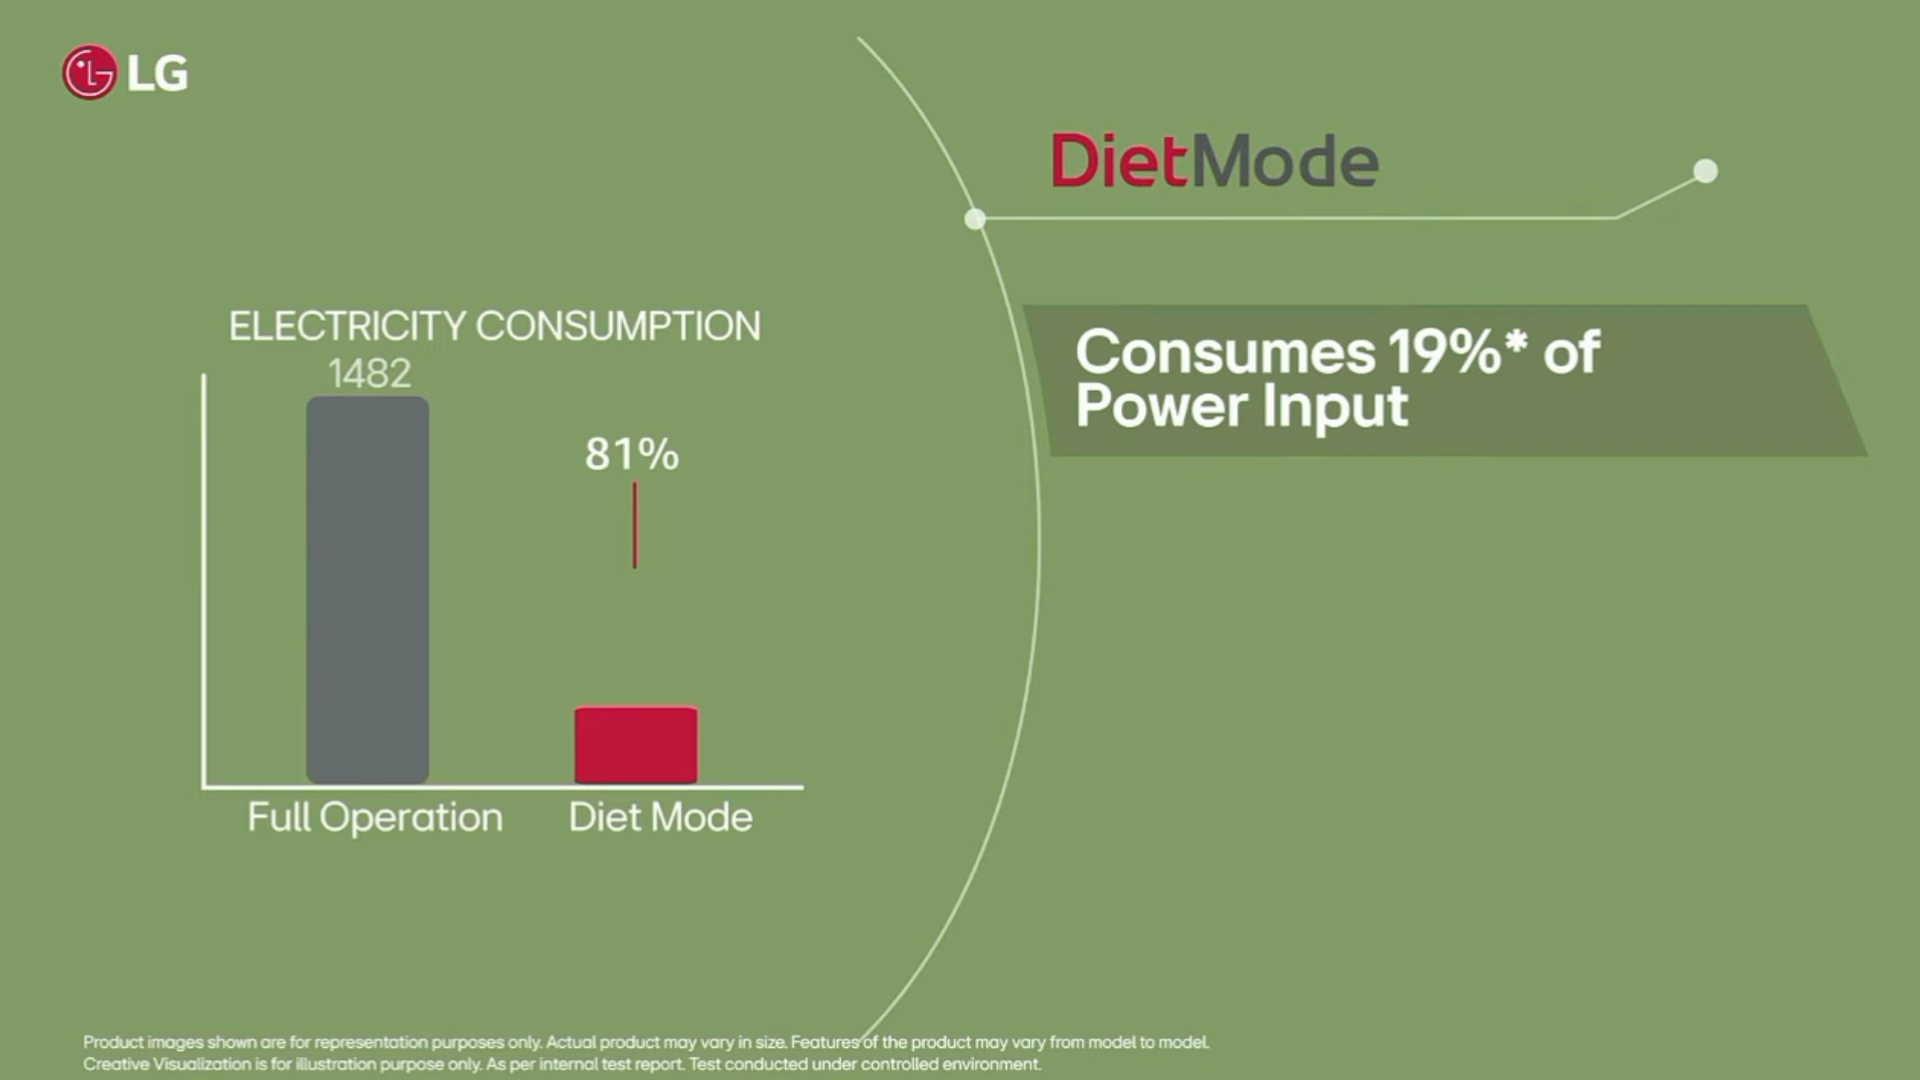 LG
DietMode
Consumes 19%* of
Power Input
ELECTRICITY CONSUMPTION
1482
81%
Full Operation
Diet Mode
Product images shown are for representation purposes only. Actual product may vary in size. Features of the product may vary from model to model.
Creative Visualization is for illustration purpose only. As per internal test report. Test conducted under controlled environment.